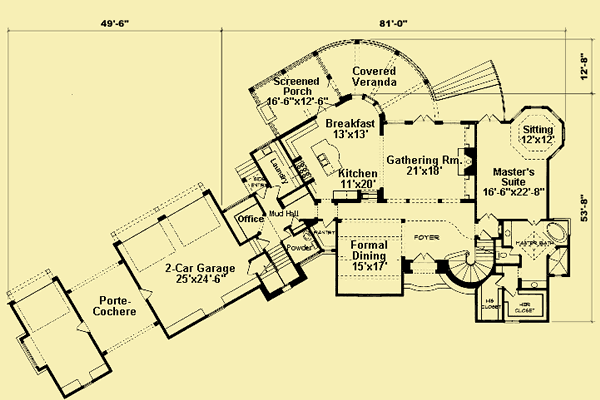 49'-6"
81'-0"
12'-8"
53'-8"
Screened
Porch
16'-6"x12'-6"
Covered
Veranda
Breakfast
13'x13'
Sitting
12'x12'
Gathering Rm.
21'x18'
Master's
Suite
16'-6"x22'-8"
Kitchen
11'x20'
Laundry
Office
Mud Hall
PANTRY
Powder
Formal
Dining
15'x17'
FOYER
MASTER BATH
HIS
CLOSET
HER
CLOSET
2-Car Garage
25'x24'-6"
Porte-
Cochere